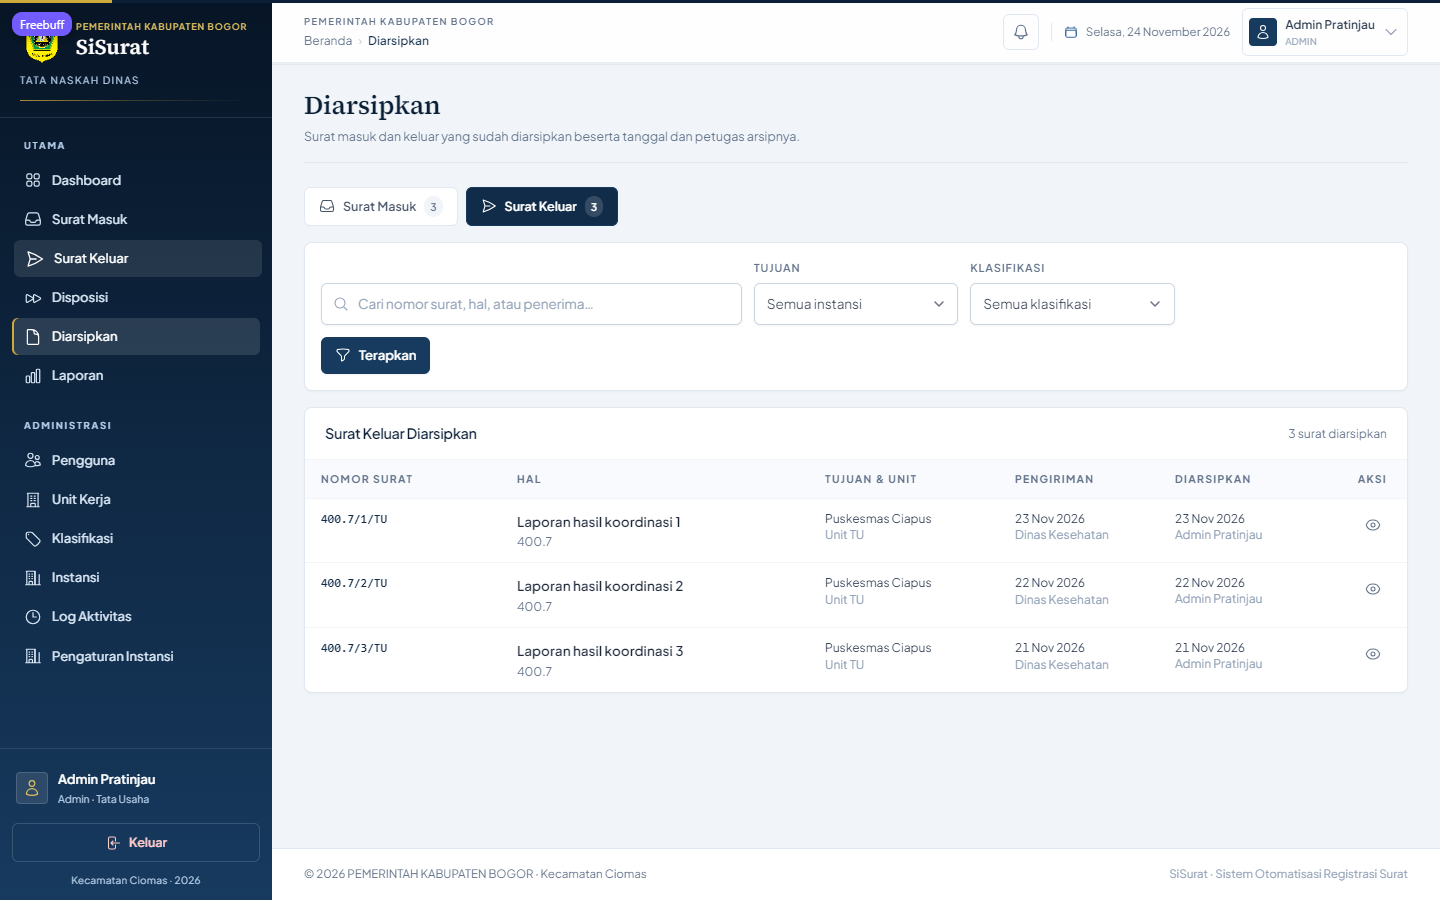 Freebuff
PEMERINTAH KABUPATEN BOGOR
SiSurat
TATA NASKAH DINAS
UTAMA
Dashboard
Surat Masuk
Surat Keluar
Disposisi
Diarsipkan
Laporan
ADMINISTRASI
Pengguna
Unit Kerja
Klasifikasi
Instansi
Log Aktivitas
Pengaturan Instansi
Admin Pratinjau
Admin · Tata Usaha
Keluar
Kecamatan Ciomas · 2026
PEMERINTAH KABUPATEN BOGOR
Beranda › Diarsipkan
Selasa, 24 November 2026
Admin Pratinjau
ADMIN
Diarsipkan
Surat masuk dan keluar yang sudah diarsipkan beserta tanggal dan petugas arsipnya.
Surat Masuk 3
Surat Keluar 3
TUJUAN KLASIFIKASI
Cari nomor surat, hal, atau penerima... Semua instansi Semua klasifikasi
Terapkan
Surat Keluar Diarsipkan 3 surat diarsipkan
NOMOR SURAT HAL TUJUAN & UNIT PENGIRIMAN DIARSIPKAN AKSI
400.7/1/TU Laporan hasil koordinasi 1 Puskesmas Ciapus 23 Nov 2026 23 Nov 2026
400.7 Unit TU Dinas Kesehatan Admin Pratinjau
400.7/2/TU Laporan hasil koordinasi 2 Puskesmas Ciapus 22 Nov 2026 22 Nov 2026
400.7 Unit TU Dinas Kesehatan Admin Pratinjau
400.7/3/TU Laporan hasil koordinasi 3 Puskesmas Ciapus 21 Nov 2026 21 Nov 2026
400.7 Unit TU Dinas Kesehatan Admin Pratinjau
© 2026 PEMERINTAH KABUPATEN BOGOR · Kecamatan Ciomas
SiSurat · Sistem Otomatisasi Registrasi Surat